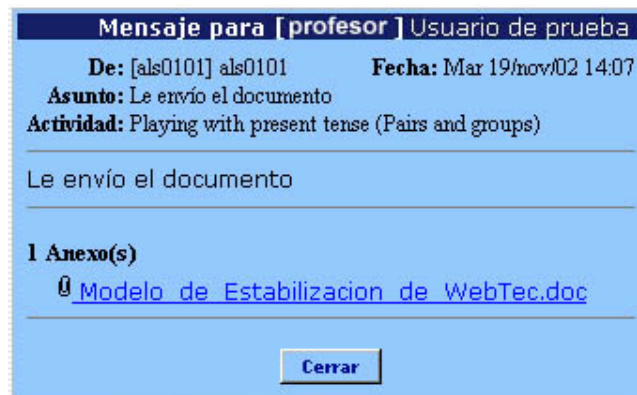 Mensaje para [profesor] Usuario de prueba
De: [als0101] als0101 Fecha: Mar 19/nov/02 14:07
Asunto: Le envío el documento
Actividad: Playing with present tense (Pairs and groups)
Le envío el documento
1 Anexo(s)
Modelo_de_Estabilizacion_de_WebTec.doc
Cerrar